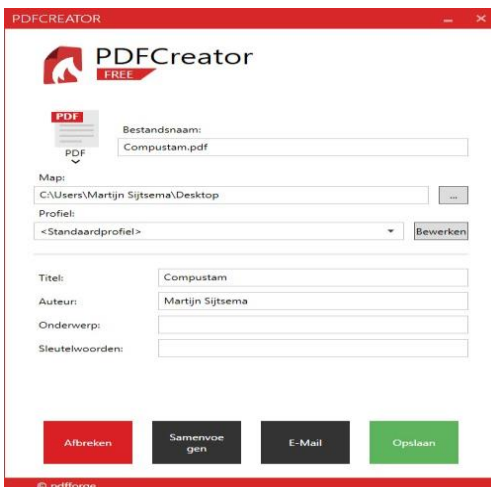 PDFCREATOR
PDFCreator
FREE
PDF
PDF
Bestandsnaam:
Compustam.pdf
Map:
C:\Users\Martijn Sijtsema\Desktop
...
Profiel:
<Standaardprofiel>
Bewerken
Titel:
Compustam
Auteur:
Martijn Sijtsema
Onderwerp:
Sleutelwoorden:
Afbreken
Samenvoe
gen
E-Mail
Opslaan
© pdfforge